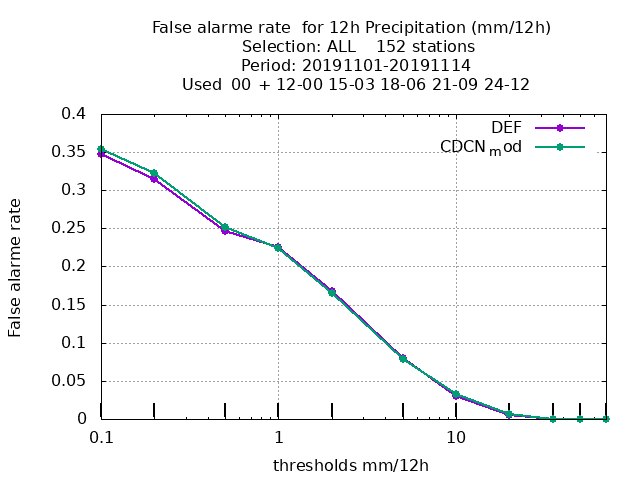 False alarme rate  for 12h Precipitation (mm/12h)
Selection: ALL    152 stations
Period: 20191101-20191114
Used  00 + 12-00 15-03 18-06 21-09 24-12
DEF
CDCN_mod
0.4
0.35
0.3
0.25
0.2
0.15
0.1
0.05
0
False alarme rate
0.1
1
10
thresholds mm/12h